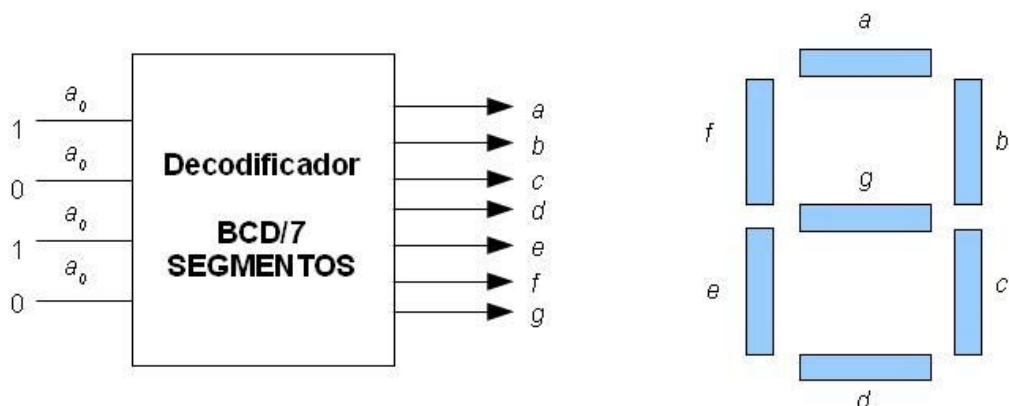 a₀
1
a₀
0
a₀
1
a₀
0
Decodificador
BCD/7
SEGMENTOS
a
b
c
d
e
f
g
a
f
b
g
e
c
d